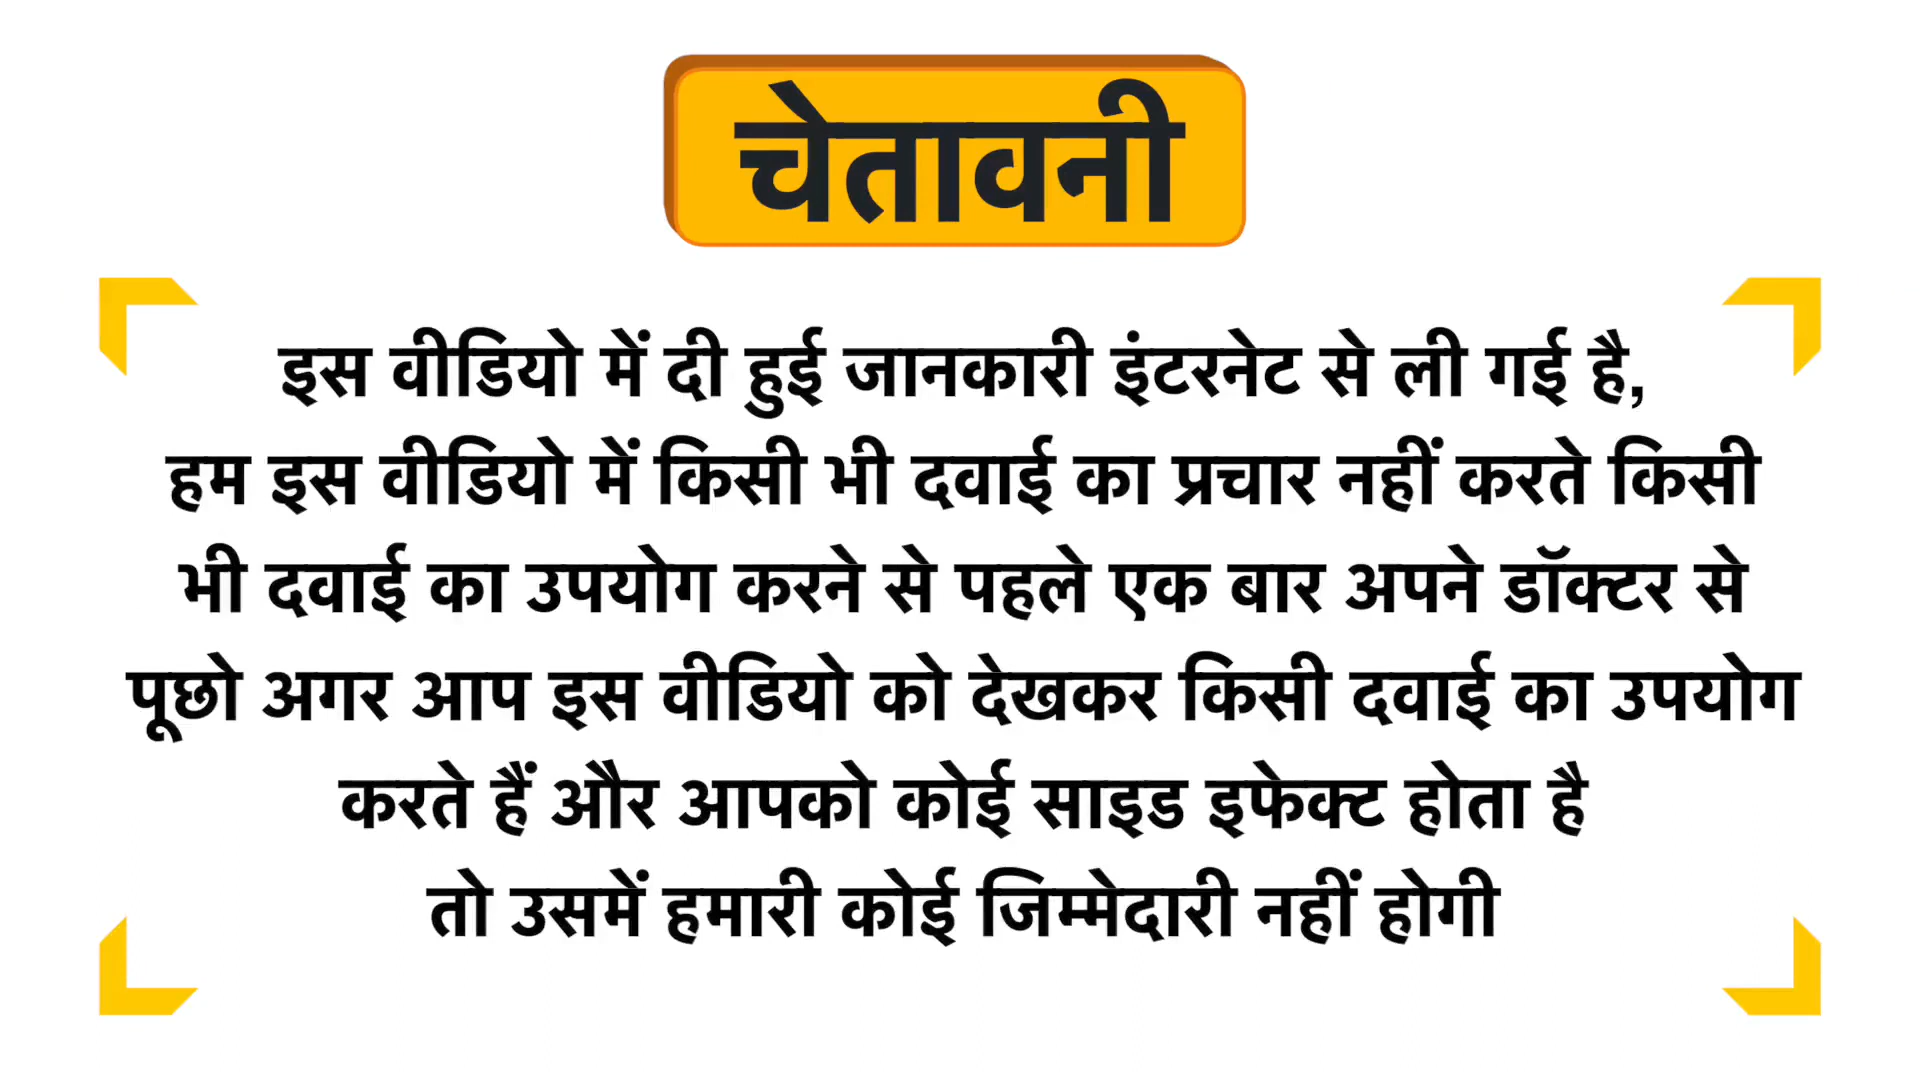 चेतावनी
इस वीडियो में दी हुई जानकारी इंटरनेट से ली गई है,
हम इस वीडियो में किसी भी दवाई का प्रचार नहीं करते किसी
भी दवाई का उपयोग करने से पहले एक बार अपने डॉक्टर से
पूछो अगर आप इस वीडियो को देखकर किसी दवाई का उपयोग
करते हैं और आपको कोई साइड इफेक्ट होता है
तो उसमें हमारी कोई जिम्मेदारी नहीं होगी